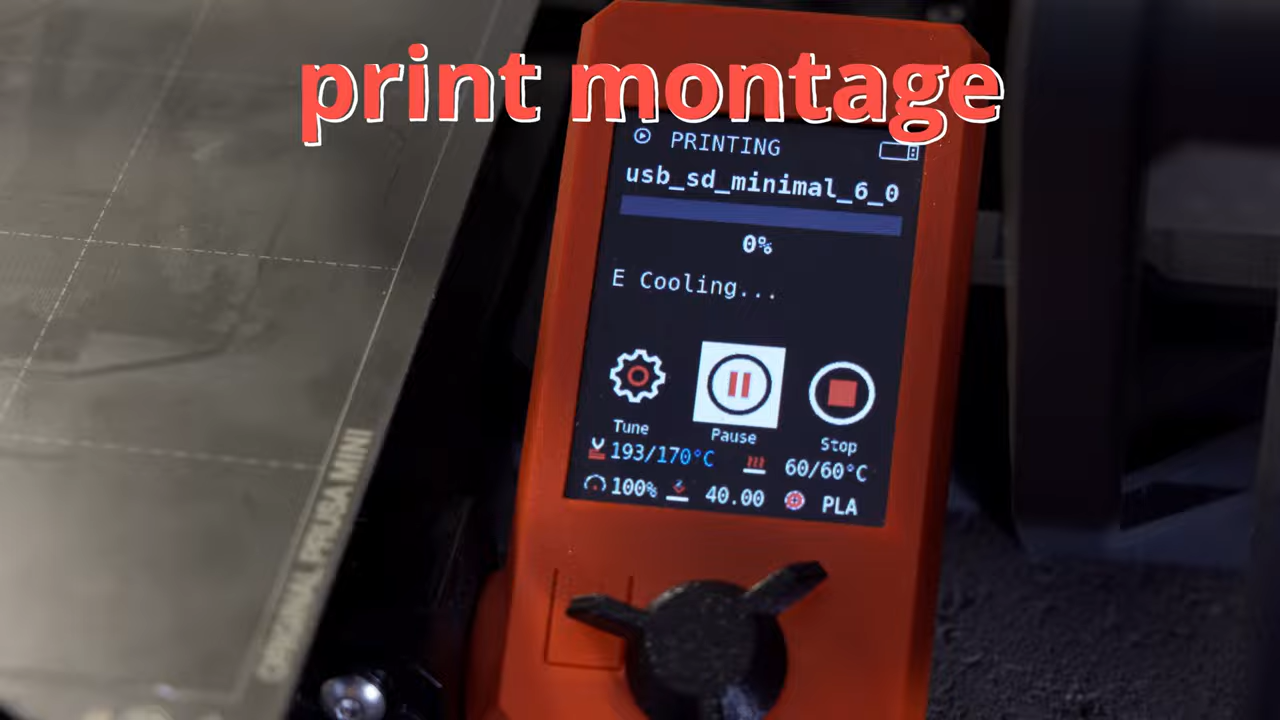 print montage
PRINTING
usb_sd_minimal_6_0
0%
E Cooling...
Tune Pause Stop
193/170°C 60/60°C
100% 40.00 PLA
ORIGINAL PRUSA MINI